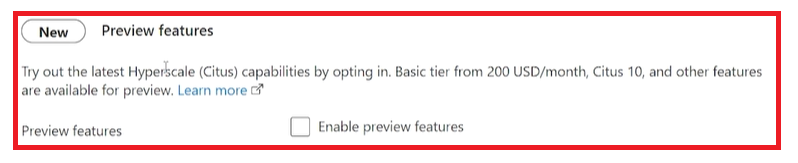 New Preview features
Try out the latest Hyperscale (Citus) capabilities by opting in. Basic tier from 200 USD/month, Citus 10, and other features
are available for preview. Learn more
Preview features Enable preview features